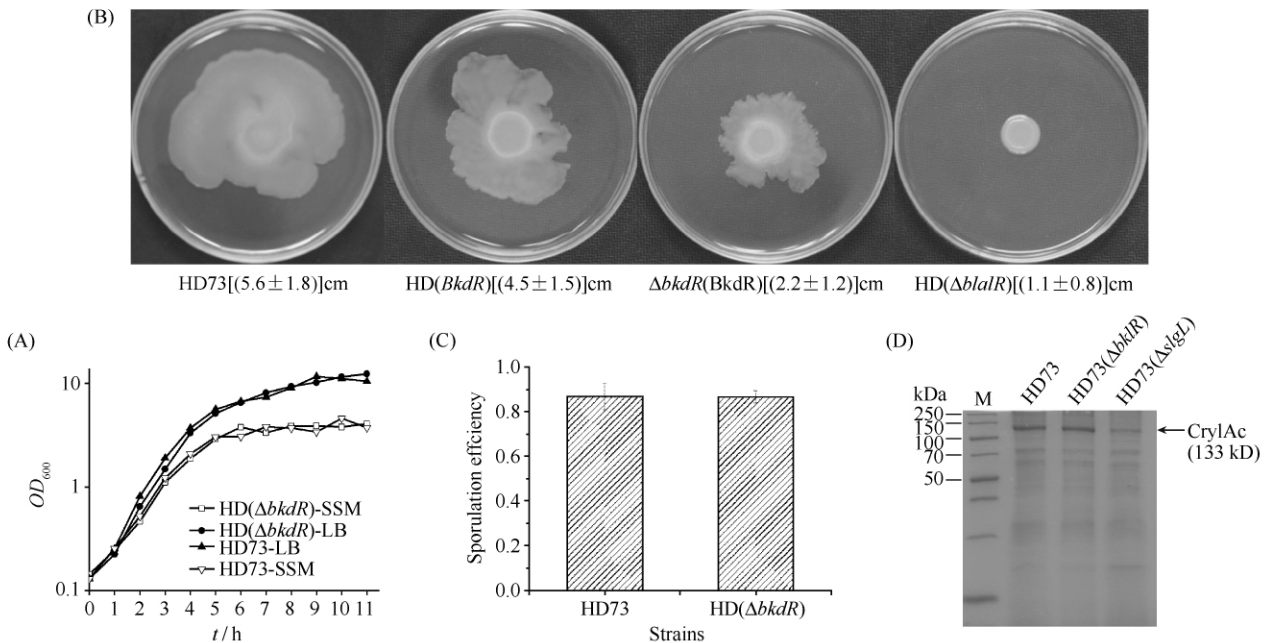 (B)
HD73[(5.6±1.8)]cm
HD(BkdR)[(4.5±1.5)]cm
ΔbkdR(BkdR)[(2.2±1.2)]cm
HD(ΔblalR)[(1.1±0.8)]cm
(A)
OD600
10
1
0.1
HD(ΔbkdR)-SSM
HD(ΔbkdR)-LB
HD73-LB
HD73-SSM
0 1 2 3 4 5 6 7 8 9 10 11
t/h
(C)
Sporulation effciency
1.0
0.8
0.6
0.4
0.2
0.0
HD73
HD(ΔbkdR)
Strains
(D)
kDa
M
HD73
HD73(ΔbklR)
HD73(ΔslgL)
250
150
100
70
50
CrylAc
(133 kD)